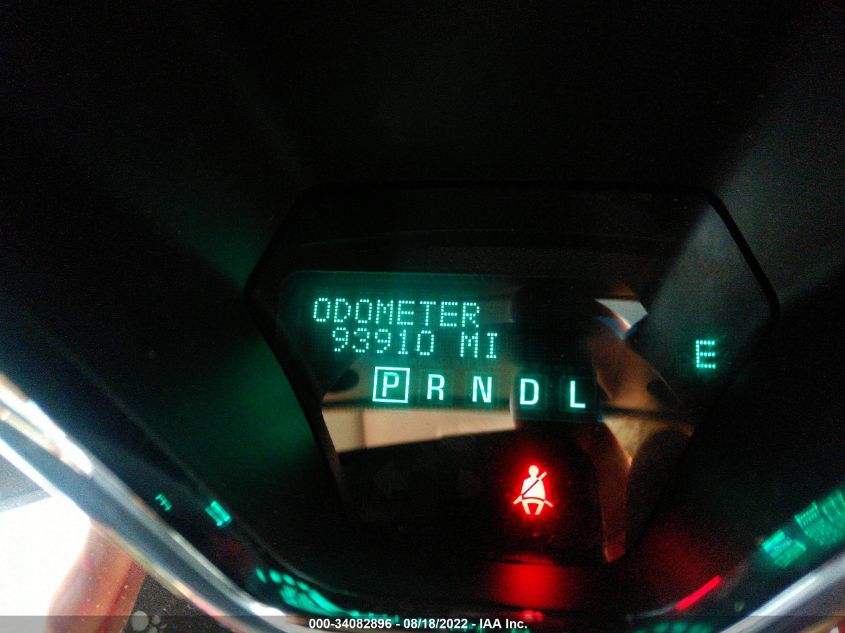 ODOMETER
93910 MI
E
P R N D L
000-34082896 - 08/18/2022 - IAA Inc.